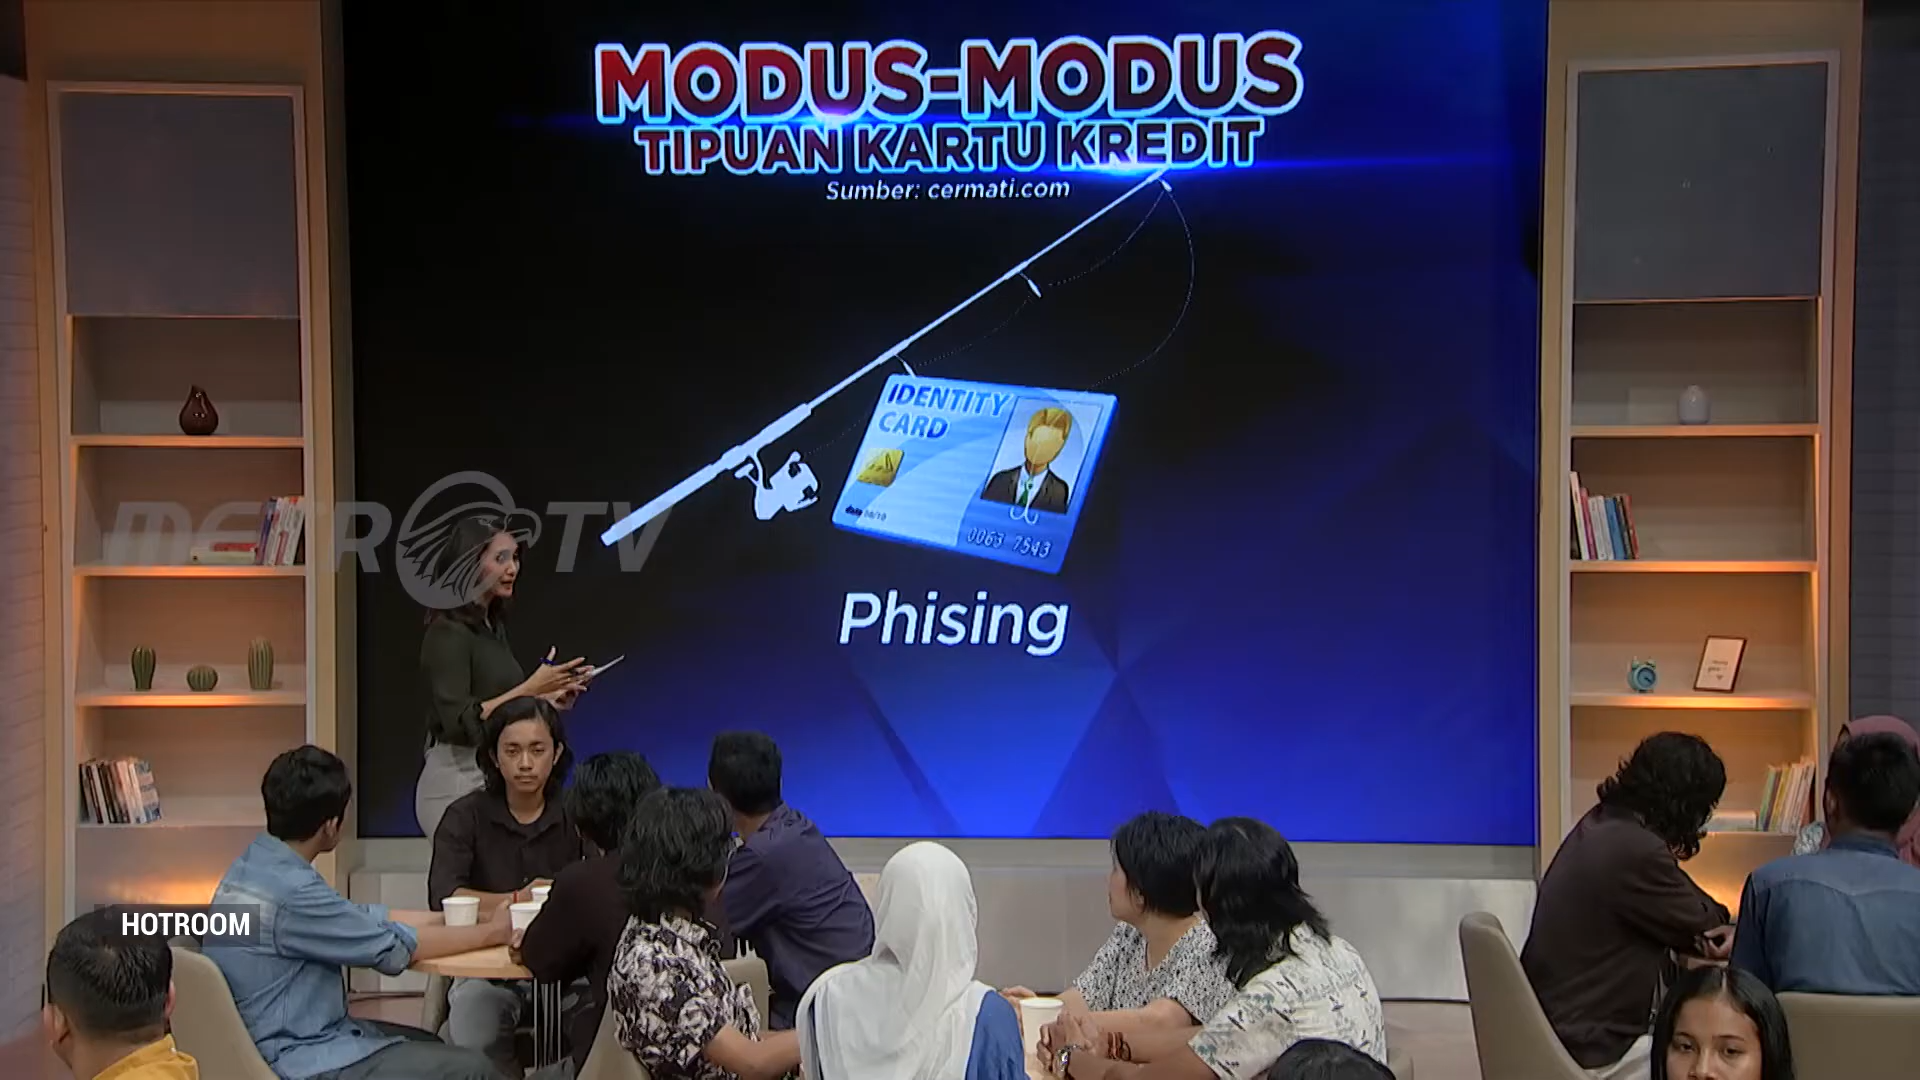 MODUS-MODUS
TIPUAN KARTU KREDIT
Sumber: cermati.com
IDENTITY
CARD
0063 7543
Phising
METRO TV
HOTROOM